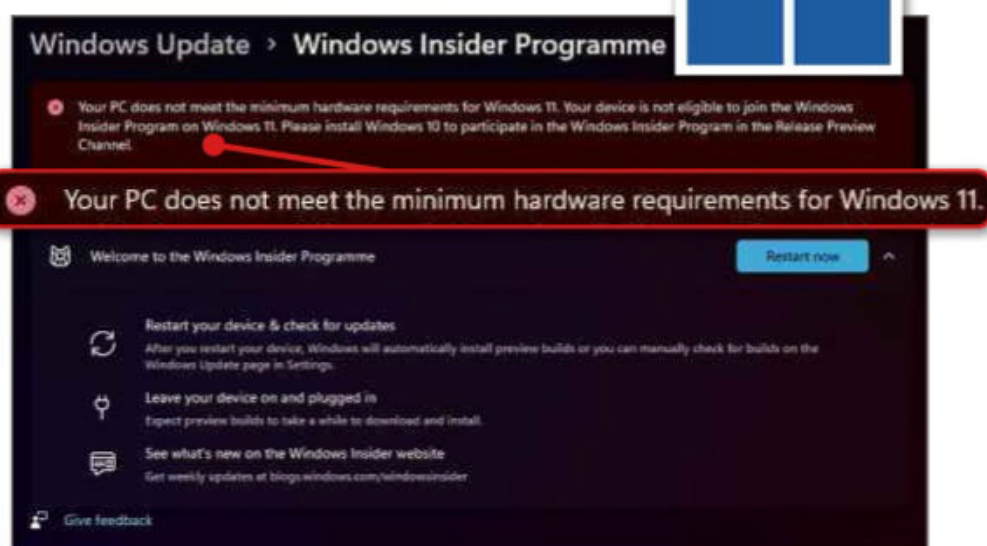 Windows Update > Windows Insider Programme
Your PC does not meet the minimum hardware requirements for Windows 11. Your device is not eligible to join the Windows
Insider Program on Windows 11. Please install Windows 10 to participate in the Windows Insider Program in the Release Preview
Channel.
Your PC does not meet the minimum hardware requirements for Windows 11.
Welcome to the Windows Insider Programme
Restart now
Restart your device & check for updates
After you restart your device, Windows will automatically install preview builds or you can manually check for builds on the
Windows Update page in Settings.
Leave your device on and plugged in
Expect preview builds to take a while to download and install.
See what's new on the Windows Insider website
Get weekly updates at blogs.windows.com/windowsinsider
Give feedback